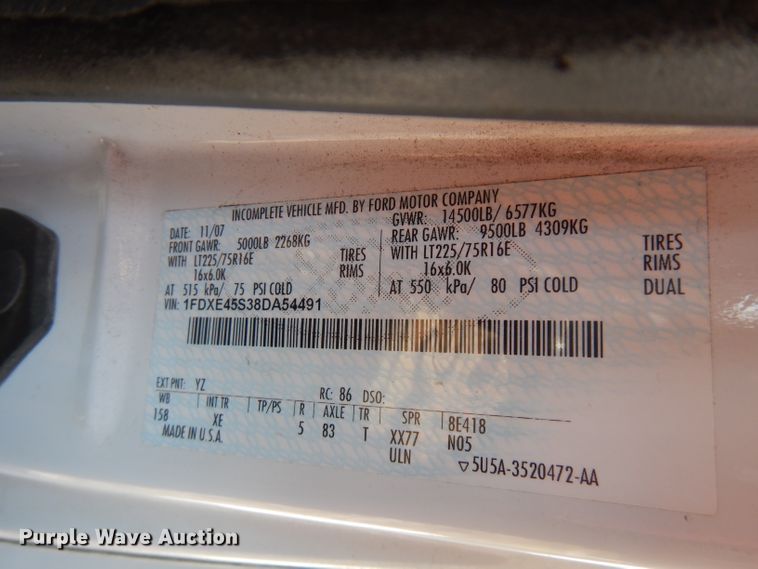 INCOMPLETE VEHICLE MFD. BY FORD MOTOR COMPANY
DATE: 11/07 GVWR: 14500LB/ 6577KG
FRONT GAWR: 5000LB 2268KG REAR GAWR: 9500LB 4309KG
WITH LT225/75R16E TIRES WITH LT225/75R16E TIRES
16x6.0K RIMS 16x6.0K RIMS
AT 515 kPa/ 75 PSI COLD AT 550 kPa/ 80 PSI COLD DUAL
VIN: 1FDXE45S38DA54491
EXT PNT: YZ RC: 86 DSO:
WB INT TR TP/PS R AXLE TR SPR 8E418
158 XE 5 83 T XX77 N05
MADE IN U.S.A. ULN ▽5U5A-3520472-AA
Purple Wave Auction